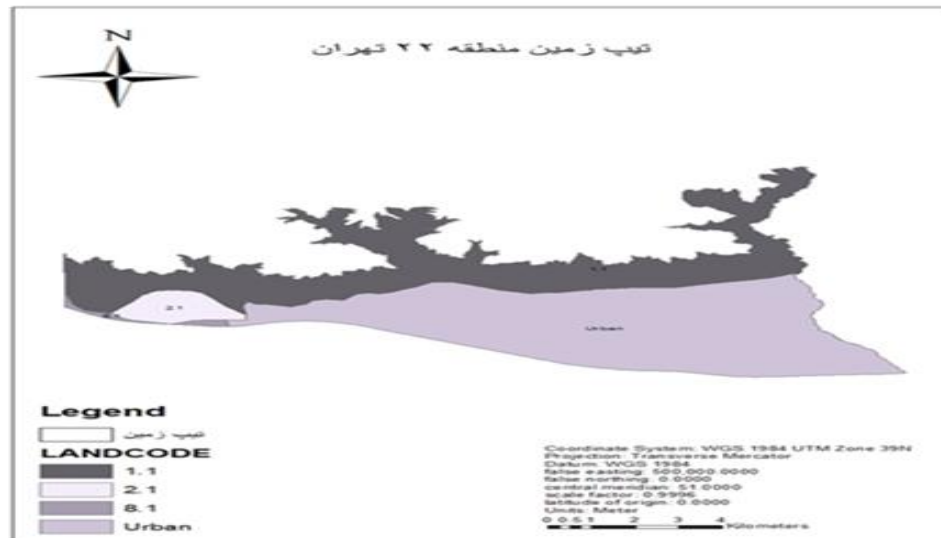 N
تیپ زمین منطقه ۲۲ تهران
2.1
Urban
Legend
تیپ زمین
LANDCODE
1.1
2.1
8.1
Urban
Coordinate System: WGS 1984 UTM Zone 39N
Projection: Transverse Mercator
Datum: WGS 1984
false easting: 500,000.0000
false northing: 0.0000
central meridian: 51.0000
scale factor: 0.9996
latitude of origin: 0.0000
Units: Meter
0 0.5 1 2 3 4
Kilometers